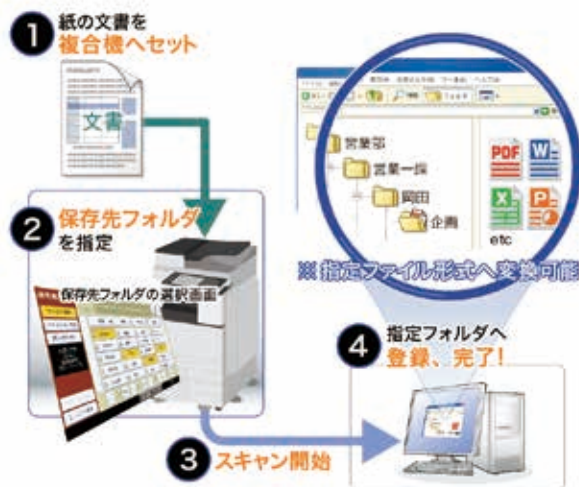 1 紙の文書を
複合機へセット
文書
2 保存先フォルダ
を指定
保存先フォルダの選択画面
3 スキャン開始
営業部
営業一課
岡田
企画
PDF W
X P
etc
※指定ファイル形式へ変換可能
4 指定フォルダへ
登録、完了!